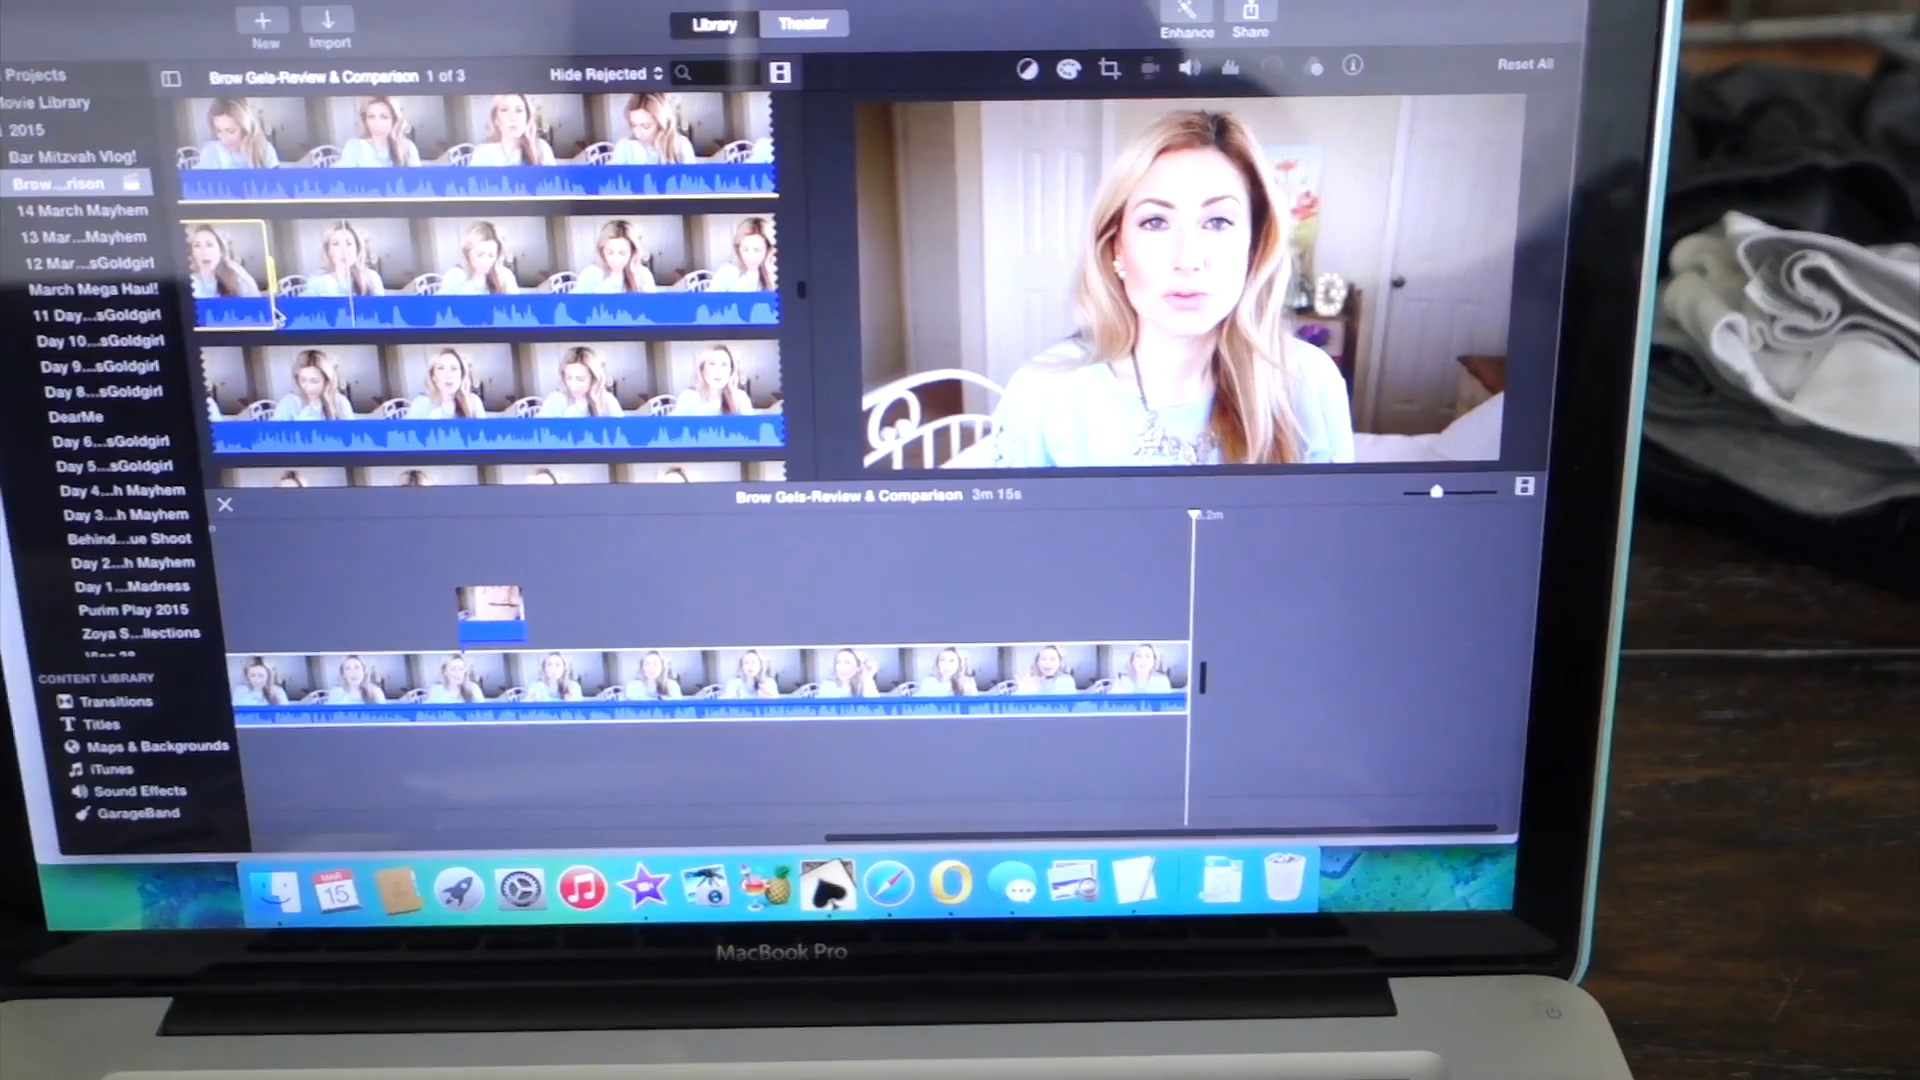 New
Import
Library
Theater
Enhance
Share
Projects
Brow Gels-Review & Comparison 1 of 3
Hide Rejected
Reset All
ovie Library
2015
Bar Mitzvah Vlog!
Brow...rison
14 March Mayhem
13 Mar...Mayhem
12 Mar...sGoldgirl
March Mega Haul!
11 Day...sGoldgirl
Day 10...sGoldgirl
Day 9...sGoldgirl
Day 8...sGoldgirl
DearMe
Day 6...sGoldgirl
Day 5...sGoldgirl
Day 4...h Mayhem
Day 3...h Mayhem
Behind...ue Shoot
Day 2...h Mayhem
Day 1...Madness
Purim Play 2015
Zoya S...llections
Brow Gels-Review & Comparison 3m 15s
.2m
CONTENT LIBRARY
Transitions
Titles
Maps & Backgrounds
iTunes
Sound Effects
GarageBand
MAR
15
MacBook Pro